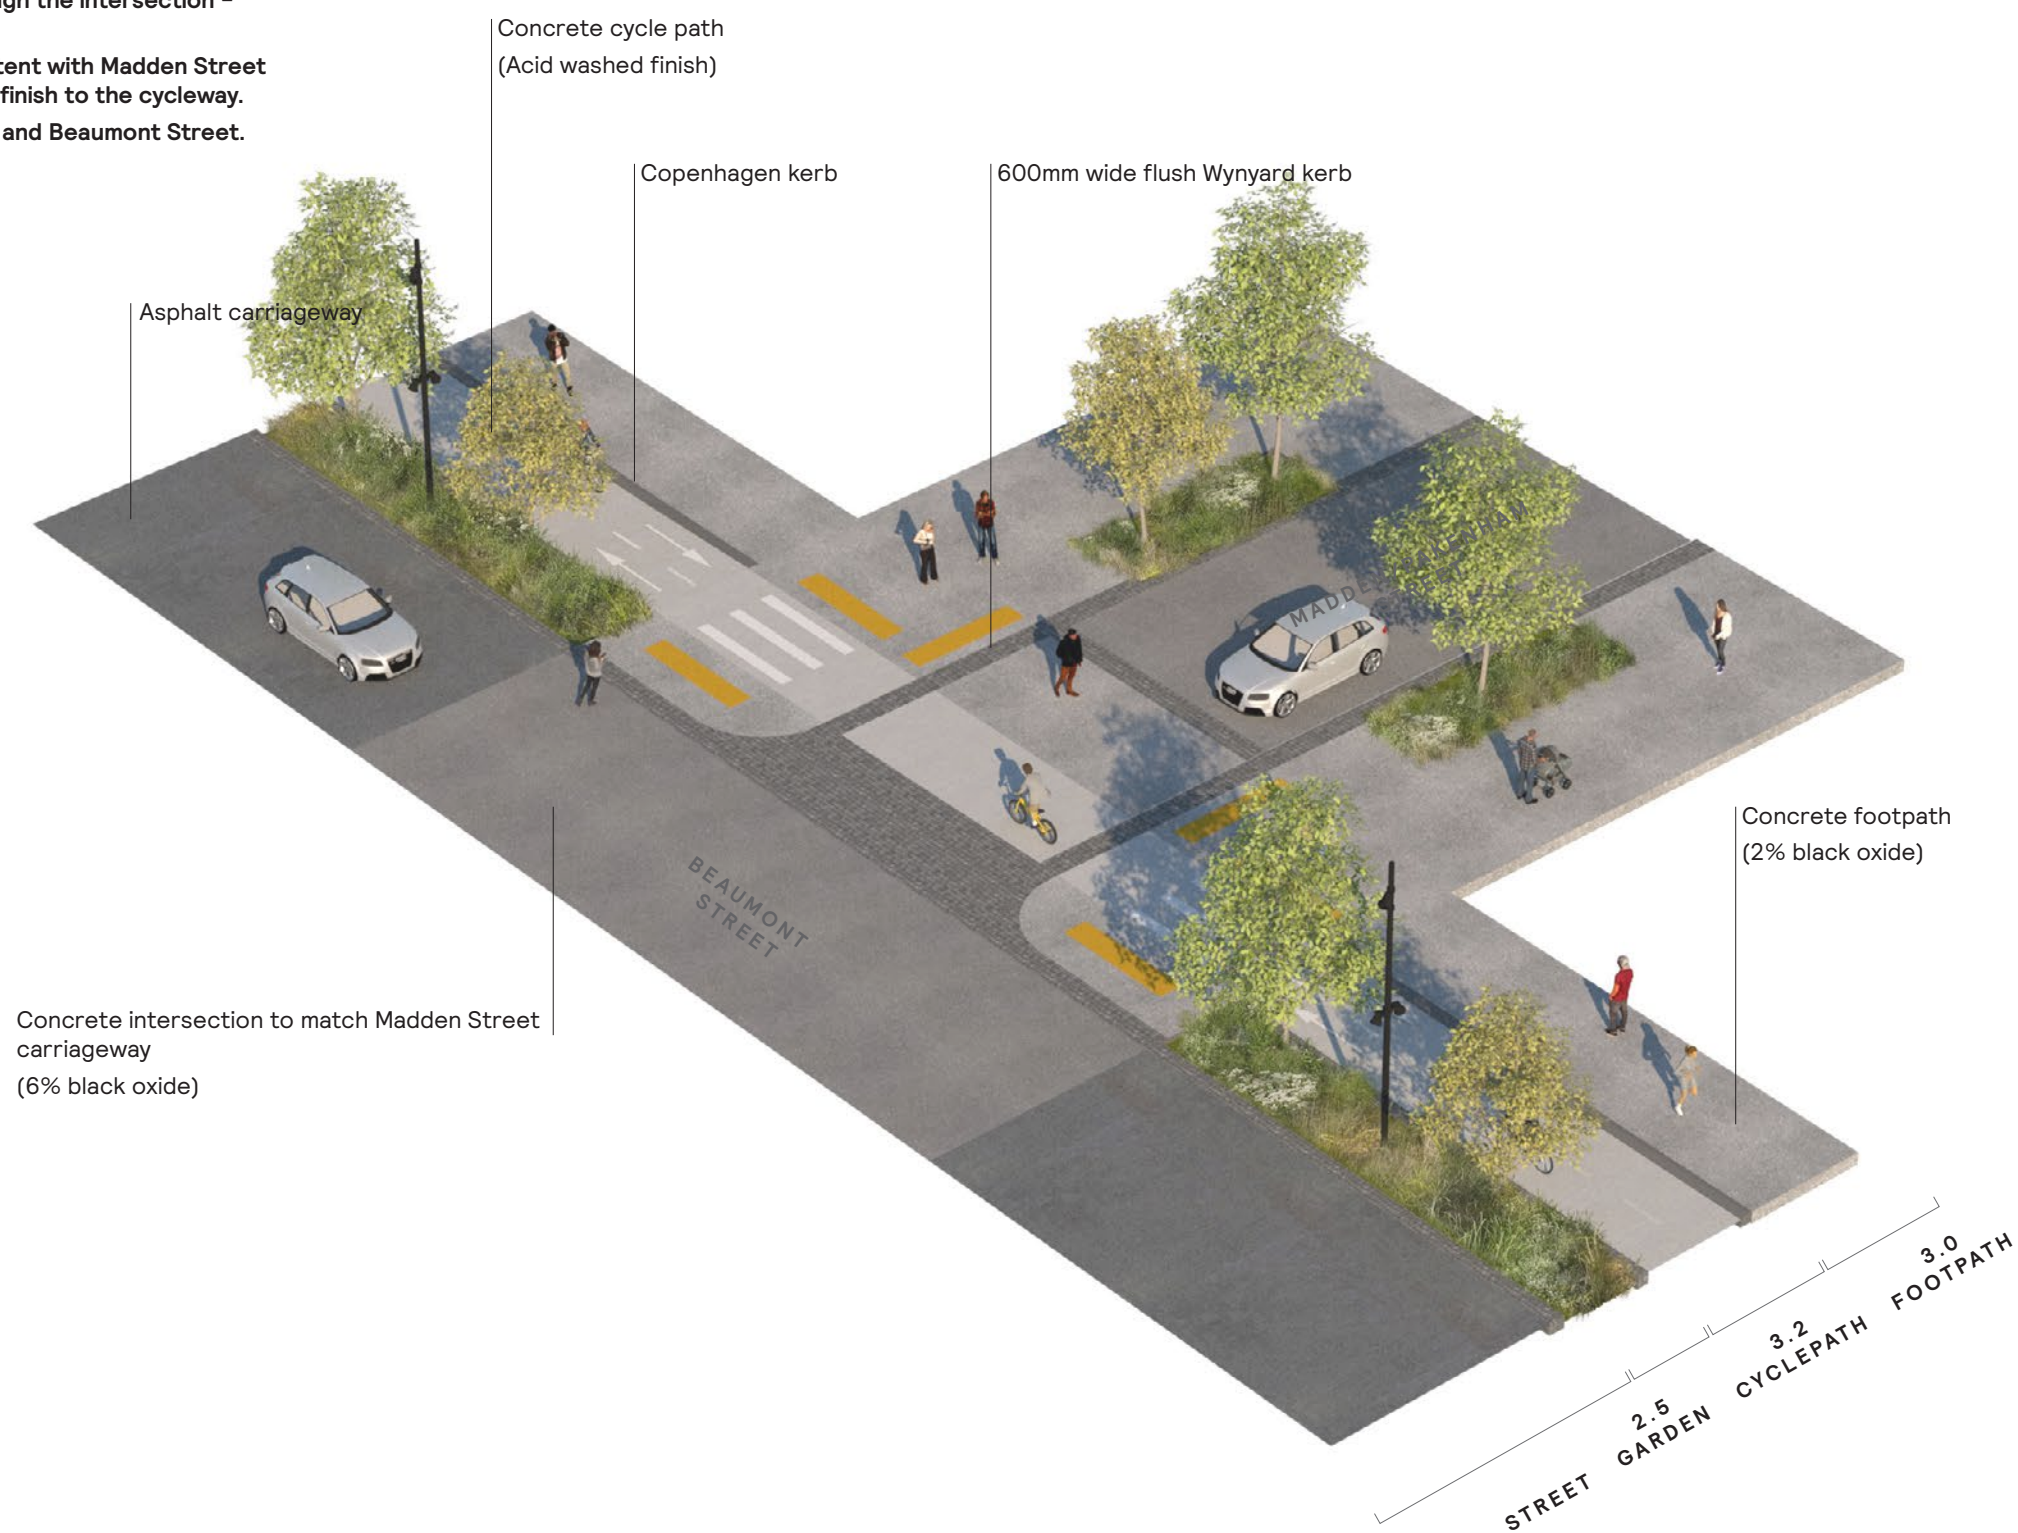 gh the intersection –
tent with Madden Street
finish to the cycleway.
and Beaumont Street.
Concrete cycle path
(Acid washed finish)
Copenhagen kerb
600mm wide flush Wynyard kerb
Asphalt carriageway
BEAUMONT
STREET
Concrete footpath
(2% black oxide)
Concrete intersection to match Madden Street
carriageway
(6% black oxide)
3.0
FOOTPATH
3.2
CYCLEPATH
2.5
GARDEN
STREET